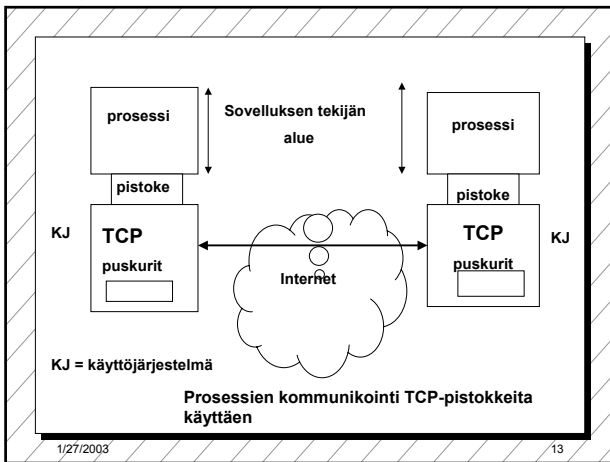 prosessi
Sovelluksen tekijän
alue
prosessi
pistoke
pistoke
KJ
TCP
puskurit
Internet
TCP
puskurit
KJ
KJ = käyttöjärjestelmä
Prosessien kommunikointi TCP-pistokkeita
käyttäen
1/27/2003
13